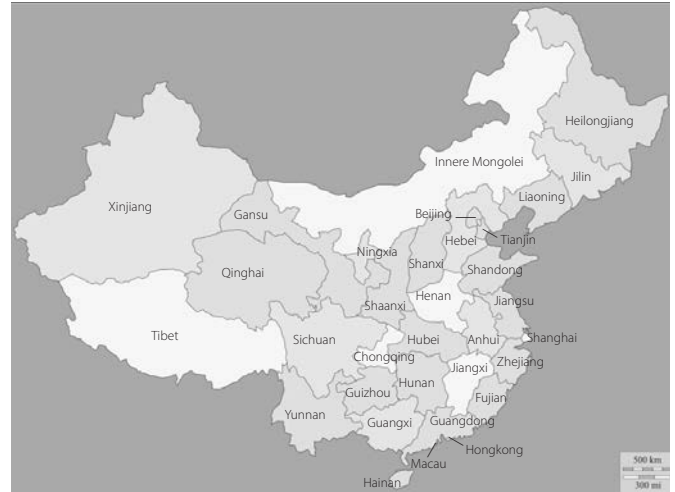 Heilongjiang
Innere Mongolei
Jilin
Liaoning
Xinjiang
Gansu
Beijing
Hebei
Tianjin
Ningxia
Shanxi
Qinghai
Shandong
Henan
Jiangsu
Shaanxi
Tibet
Sichuan
Hubei
Anhui
Shanghai
Chongqing
Zhejiang
Jiangxi
Guizhou
Hunan
Fujian
Yunnan
Guangxi
Guangdong
Hongkong
Macau
Hainan
500 km
300 mi